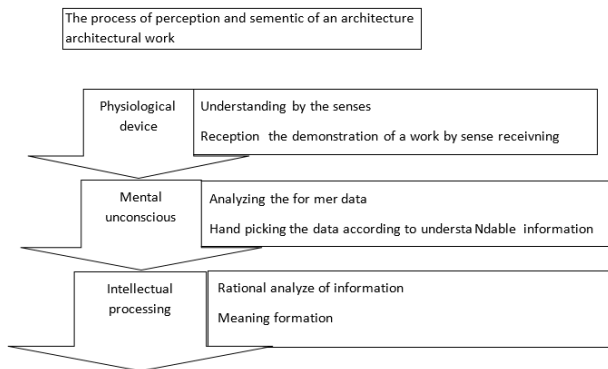 The process of perception and sementic of an architecture
architectural work
Physiological
device
Understanding by the senses
Reception the demonstration of a work by sense receivning
Mental
unconscious
Analyzing the for mer data
Hand picking the data according to understa Ndable information
Intellectual
processing
Rational analyze of information
Meaning formation